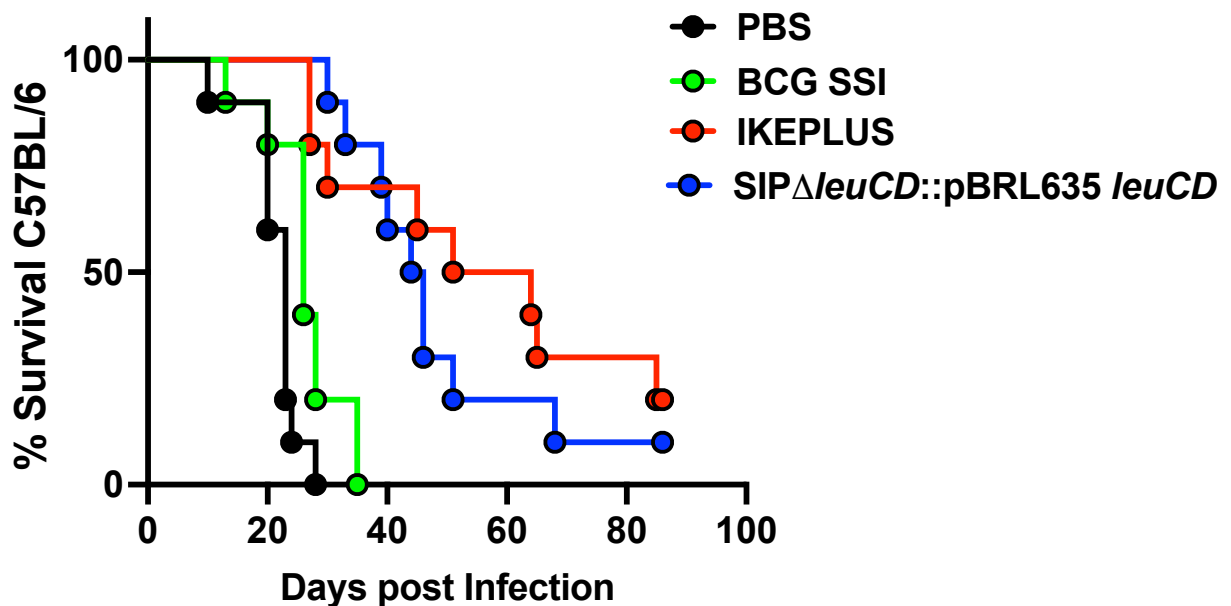 % Survival C57BL/6
100
50
0
0 20 40 60 80 100
Days post Infection
PBS
BCG SSI
IKEPLUS
SIPΔleuCD::pBRL635 leuCD